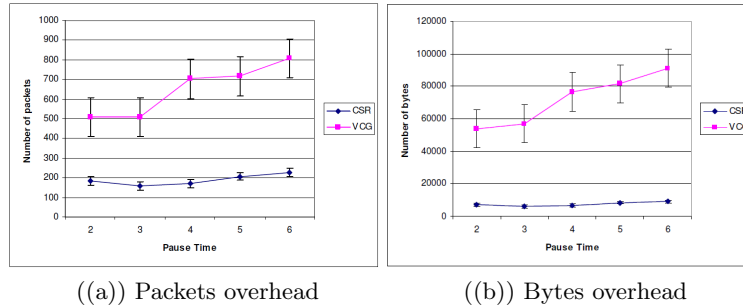 1000
900
800
700
600
500
400
300
200
100
0
Number of packets
2 3 4 5 6
Pause Time
CSR
VCG
((a)) Packets overhead
120000
100000
80000
60000
40000
20000
0
Number of bytes
2 3 4 5 6
Pause Time
CSR
VCG
((b)) Bytes overhead